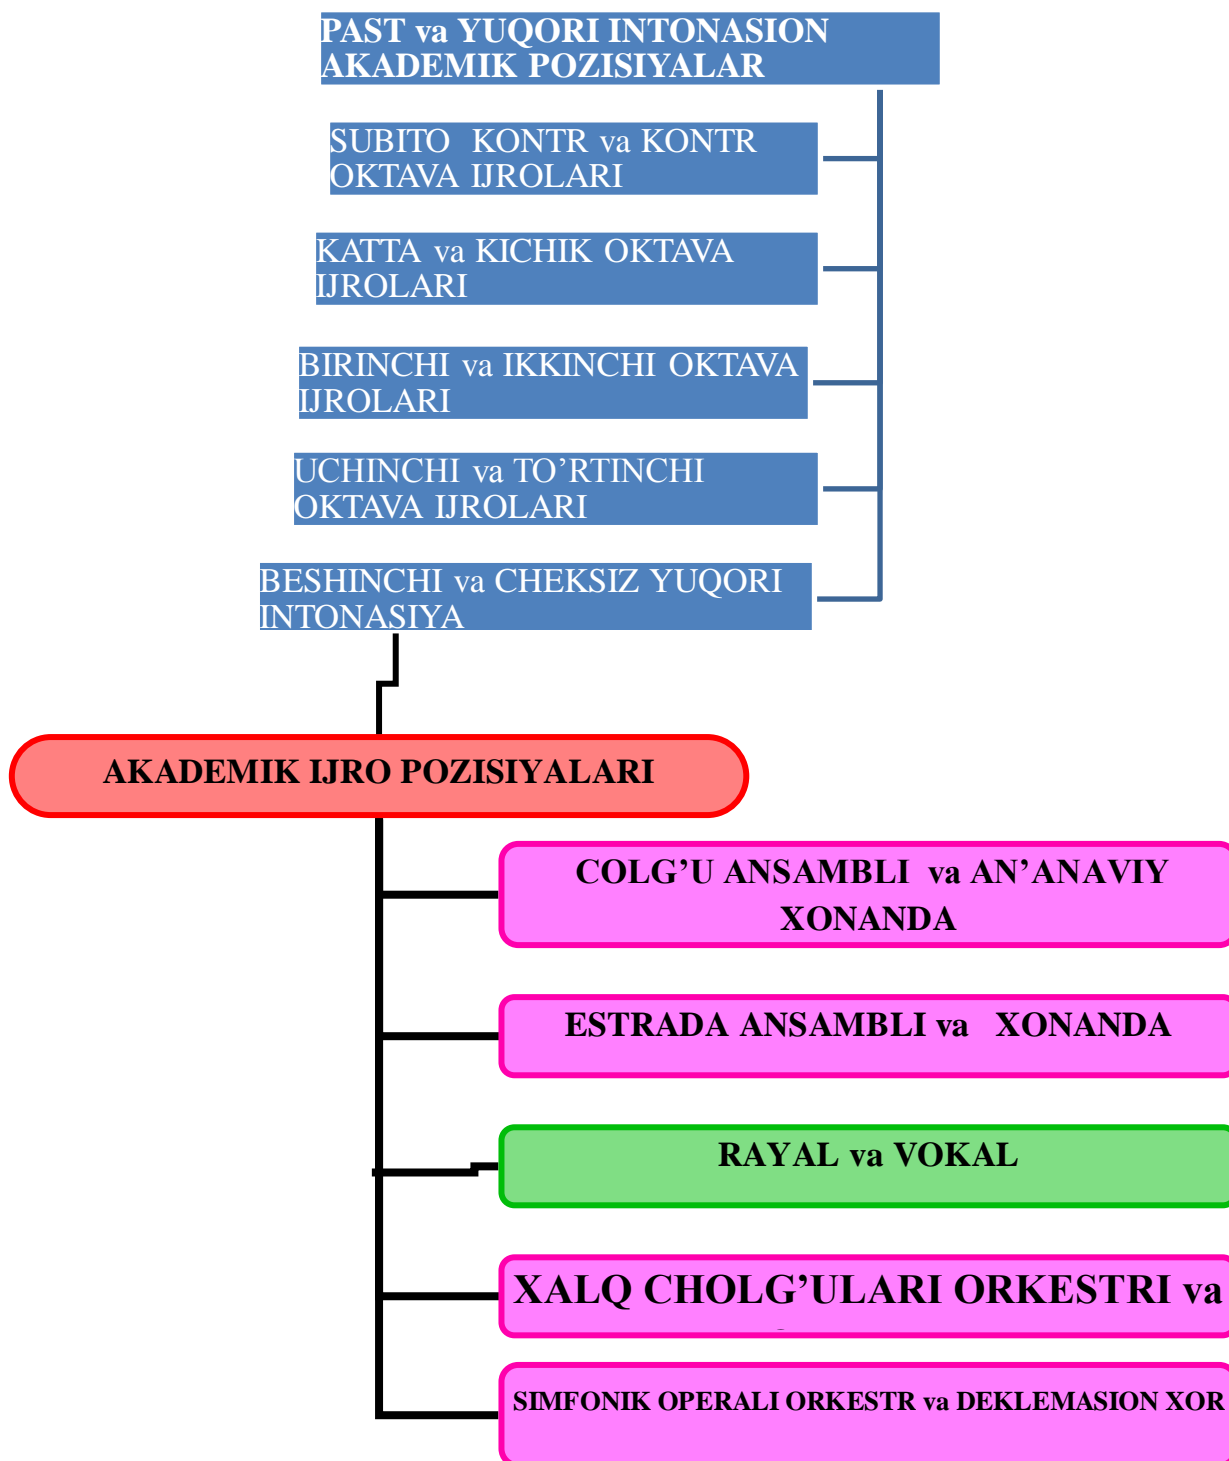 PAST va YUQORI INTONASION
AKADEMIK POZISIYALAR
SUBITO KONTR va KONTR
OKTAVA IJROLARI
KATTA va KICHIK OKTAVA
IJROLARI
BIRINCHI va IKKINCHI OKTAVA
IJROLARI
UCHINCHI va TO’RTINCHI
OKTAVA IJROLARI
BESHINCHI va CHEKSIZ YUQORI
INTONASIYA
AKADEMIK IJRO POZISIYALARI
COLG’U ANSAMBLI va AN’ANAVIY
XONANDA
ESTRADA ANSAMBLI va XONANDA
RAYAL va VOKAL
XALQ CHOLG’ULARI ORKESTRI va
SIMFONIK OPERALI ORKESTR va DEKLEMASION XOR